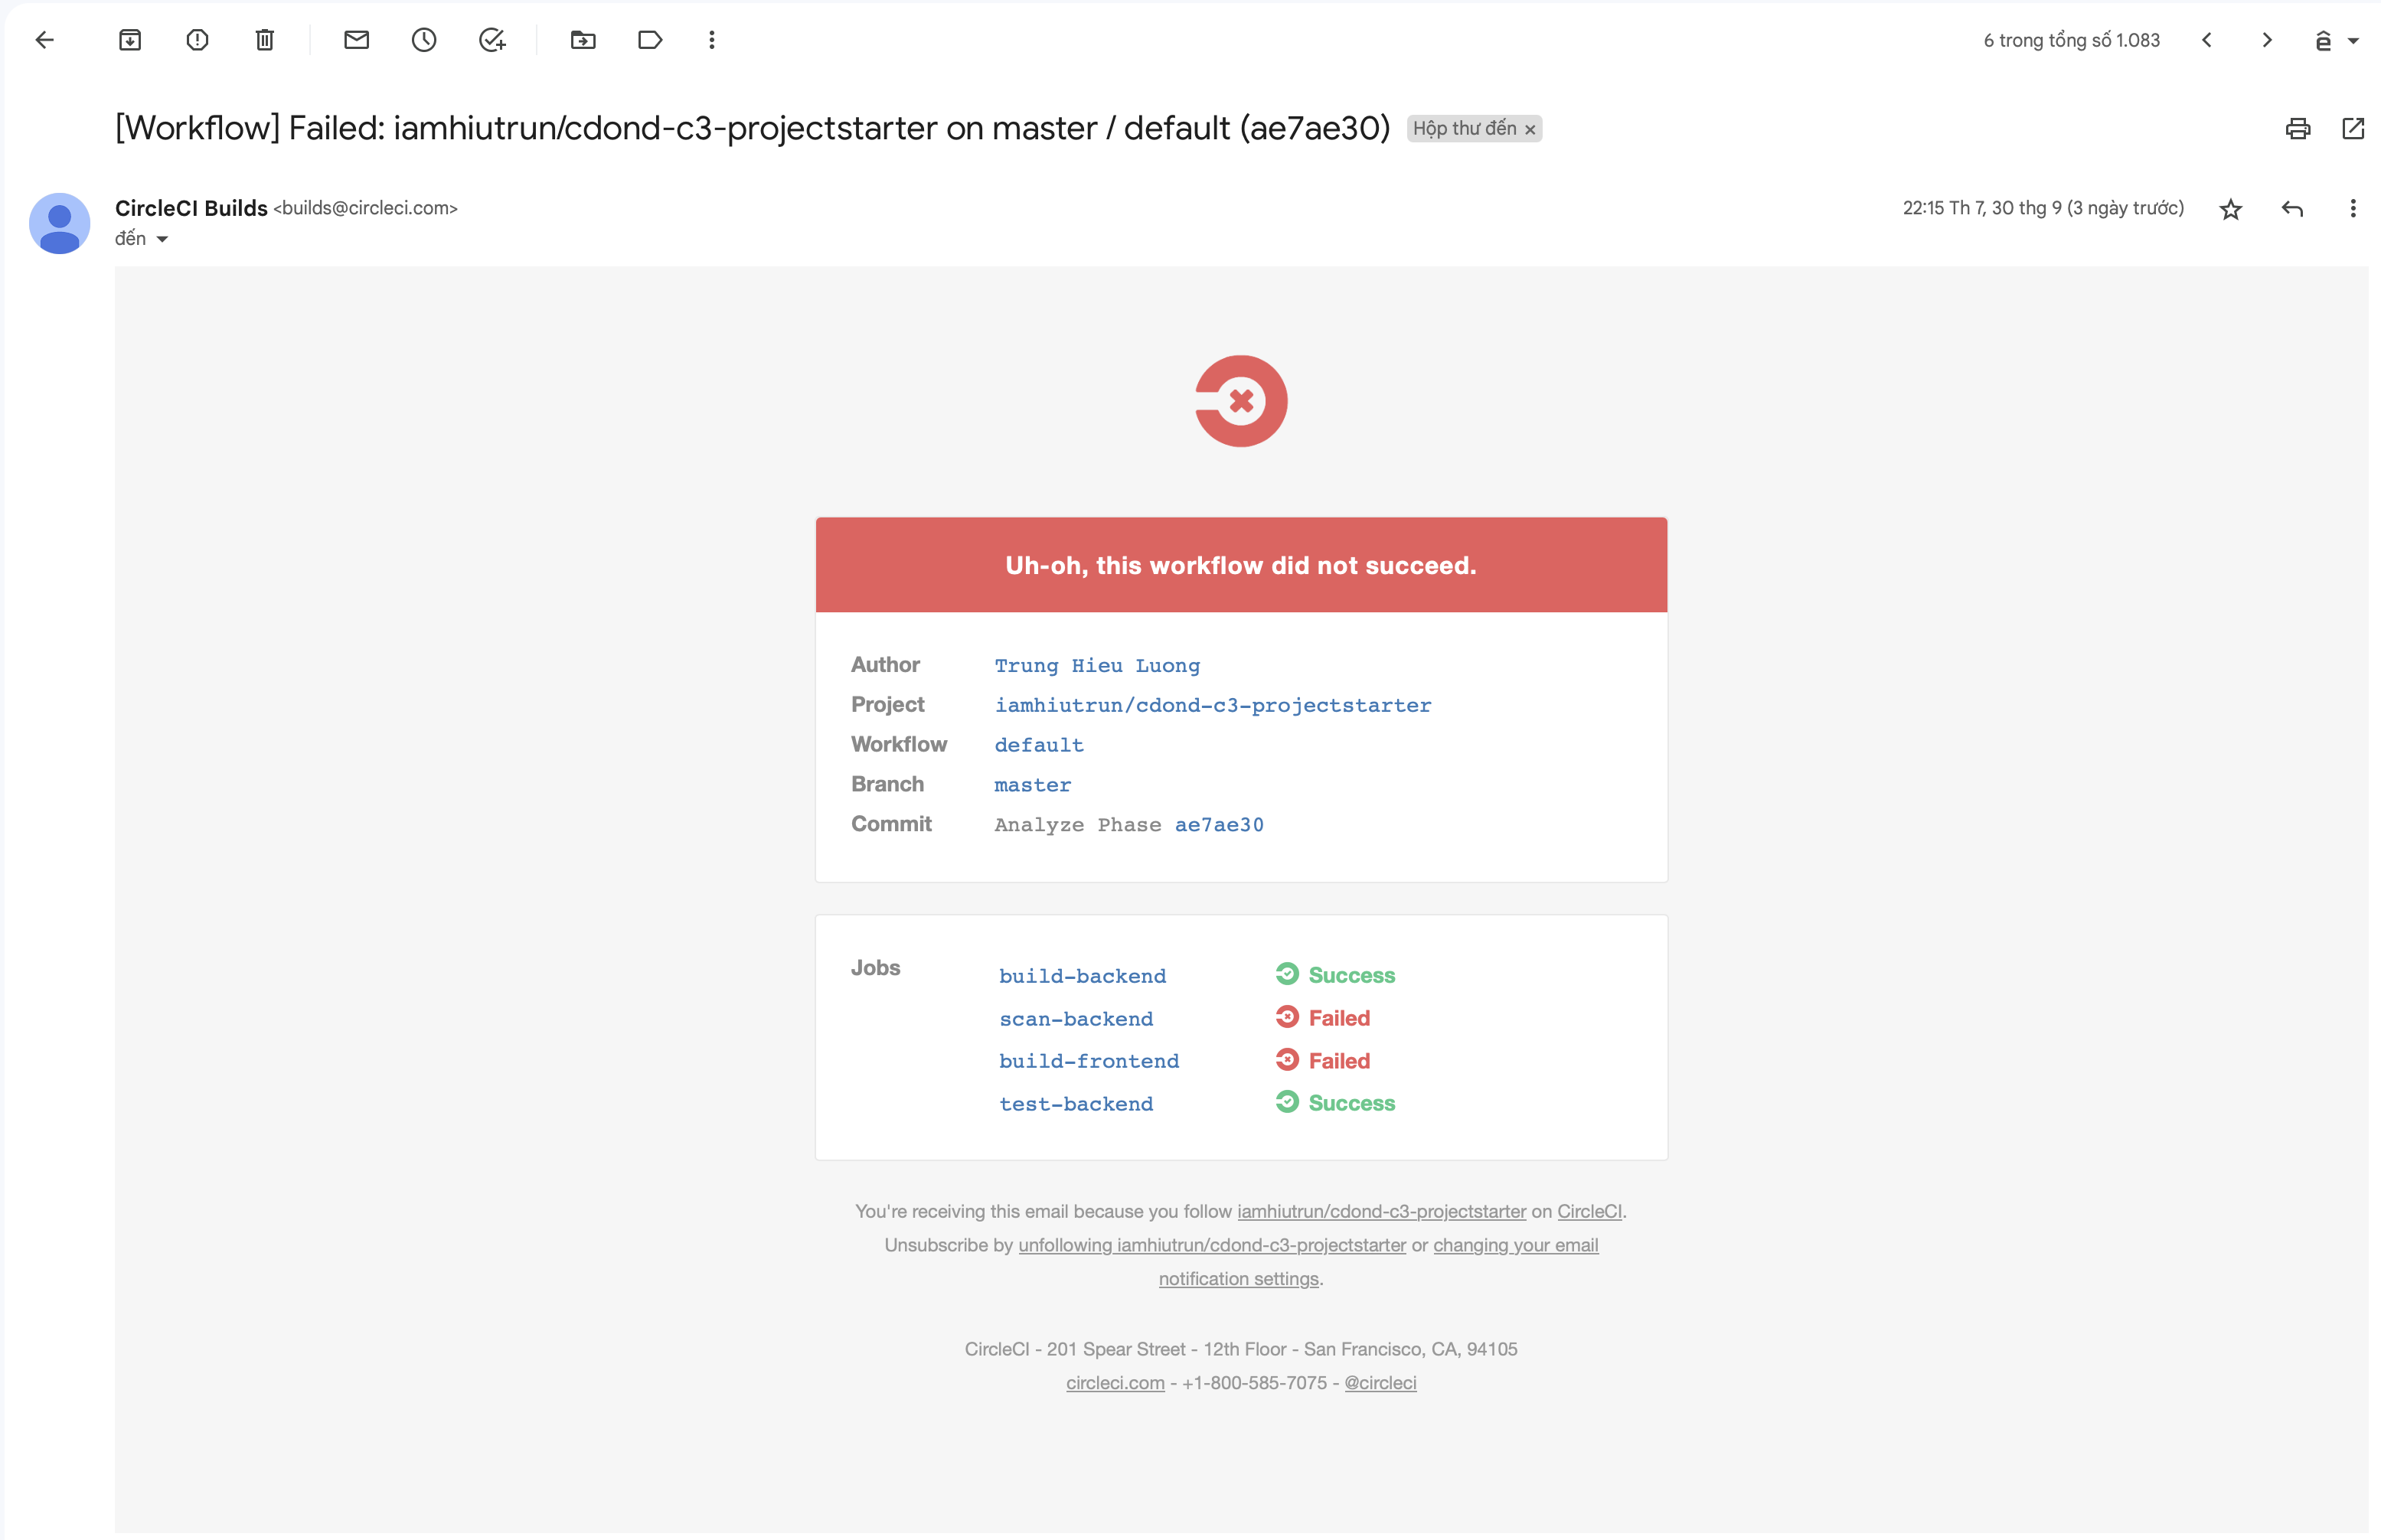 6 trong tổng số 1.083
ê
[Workflow] Failed: iamhiutrun/cdond-c3-projectstarter on master / default (ae7ae30) Hộp thư đến ×
CircleCI Builds <builds@circleci.com>
22:15 Th 7, 30 thg 9 (3 ngày trước)
đến
Uh-oh, this workflow did not succeed.
Author Trung Hieu Luong
Project iamhiutrun/cdond-c3-projectstarter
Workflow default
Branch master
Commit Analyze Phase ae7ae30
Jobs
build-backend Success
scan-backend Failed
build-frontend Failed
test-backend Success
You're receiving this email because you follow iamhiutrun/cdond-c3-projectstarter on CircleCI.
Unsubscribe by unfollowing iamhiutrun/cdond-c3-projectstarter or changing your email
notification settings.
CircleCI - 201 Spear Street - 12th Floor - San Francisco, CA, 94105
circleci.com - +1-800-585-7075 - @circleci